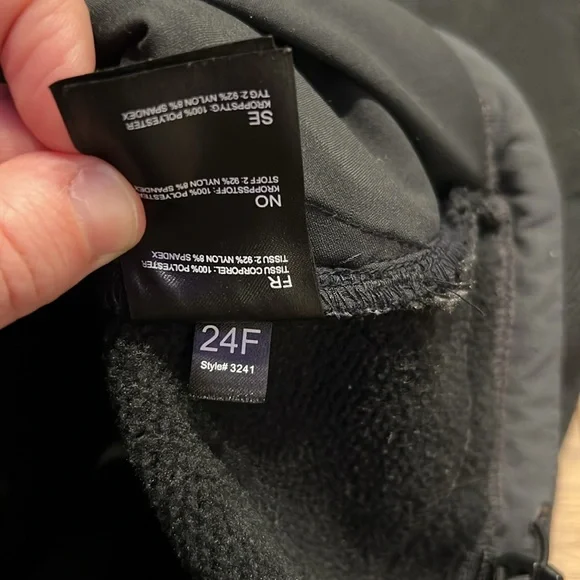 FR
TISSU CORPOREL: 100% POLYESTER
TISSU 2: 92% NYLON 8% SPANDEX
NO
KROPPSSTOFF: 100% POLYESTER
STOFF 2: 92% NYLON 8% SPANDEX
SE
KROPPSTYG: 100% POLYESTER
TYG 2: 92% NYLON 8% SPANDEX
24F
Style# 3241